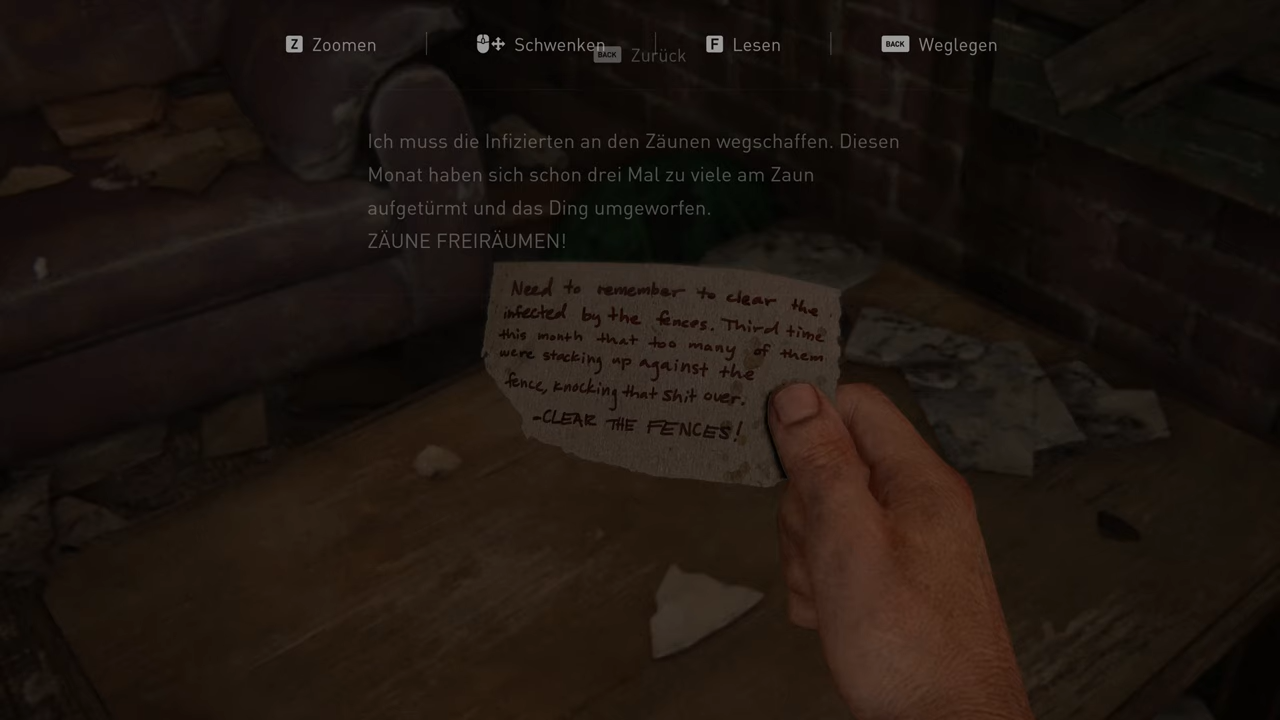 Z Zoomen
Schwenken
F Lesen
BACK Weglegen
BACK Zurück
Ich muss die Infizierten an den Zäunen wegschaffen. Diesen
Monat haben sich schon drei Mal zu viele am Zaun
aufgetürmt und das Ding umgeworfen.
ZÄUNE FREIRÄUMEN!
Need to remember to clear the
infected by the fences. Third time
this month that too many of them
were stacking up against the
fence, knocking that shit over.
-CLEAR THE FENCES!